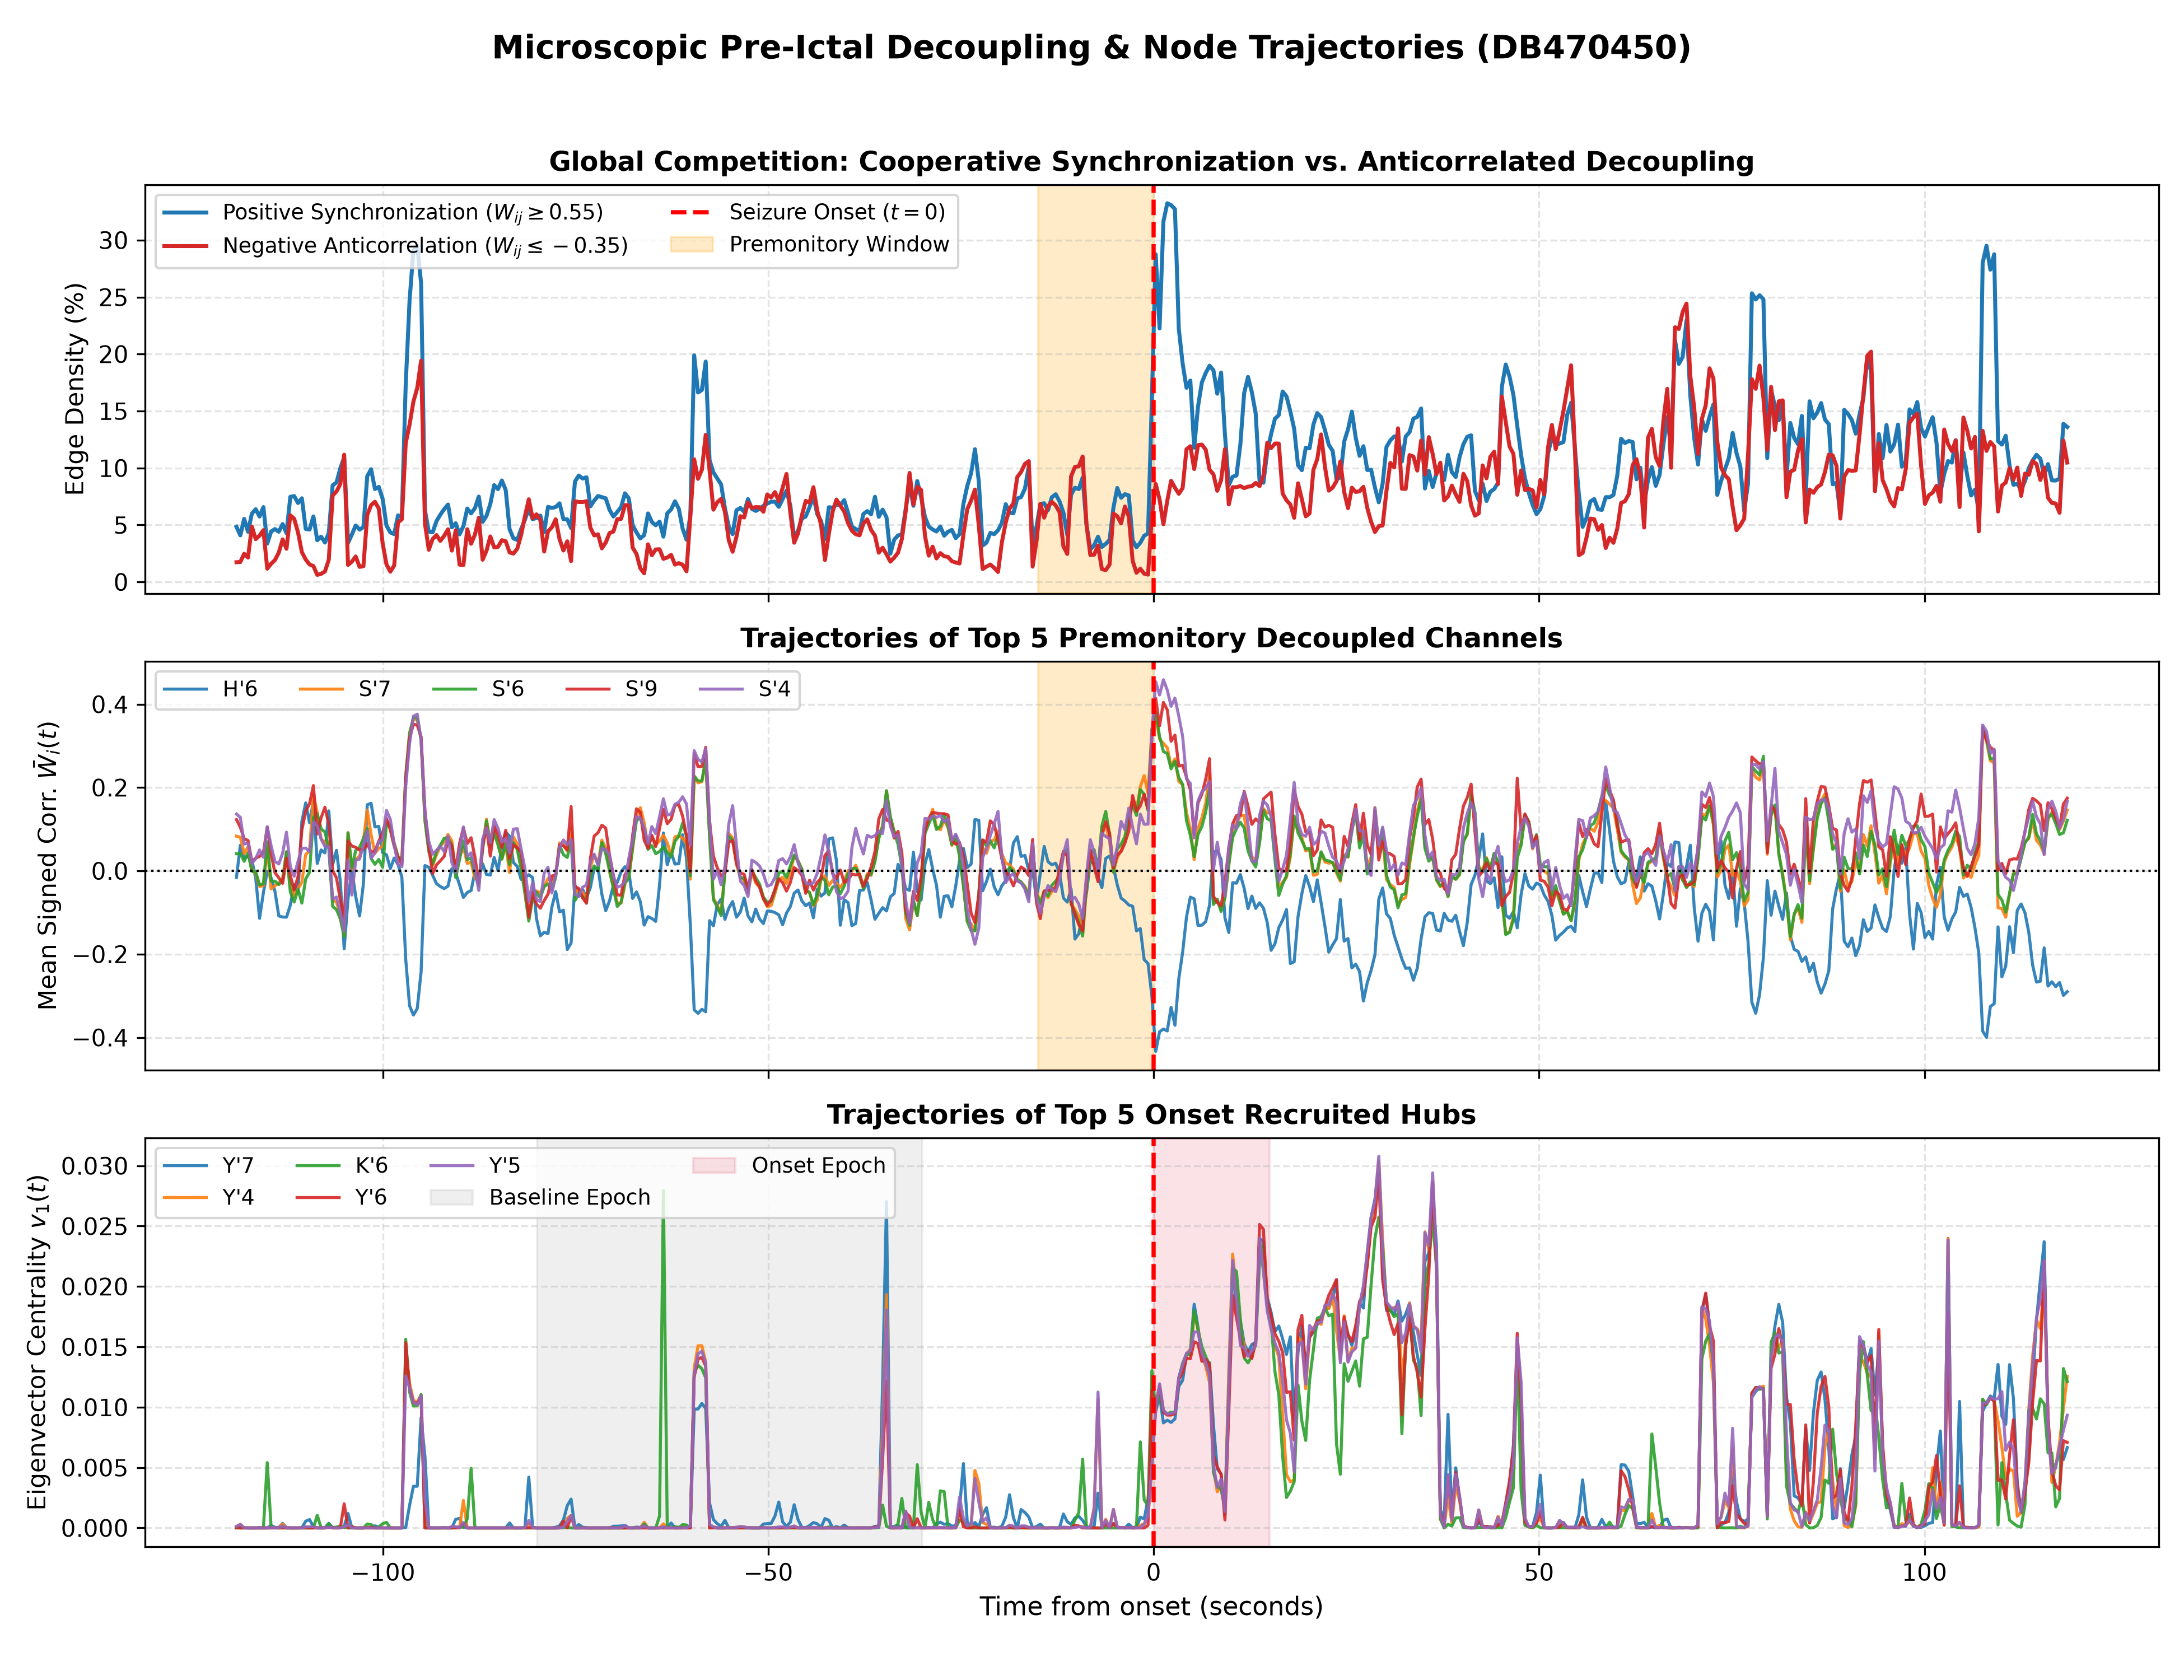 Microscopic Pre-Ictal Decoupling & Node Trajectories (DB470450)
Global Competition: Cooperative Synchronization vs. Anticorrelated Decoupling
Positive Synchronization (W_ij ≥ 0.55)
Negative Anticorrelation (W_ij ≤ −0.35)
Seizure Onset (t = 0)
Premonitory Window
Edge Density (%)
30
25
20
15
10
5
0
Trajectories of Top 5 Premonitory Decoupled Channels
H'6 S'7 S'6 S'9 S'4
Mean Signed Corr. W̄_i(t)
0.4
0.2
0.0
−0.2
−0.4
Trajectories of Top 5 Onset Recruited Hubs
Y'7 K'6 Y'5 Onset Epoch
Y'4 Y'6 Baseline Epoch
Eigenvector Centrality v_1(t)
0.030
0.025
0.020
0.015
0.010
0.005
0.000
−100 −50 0 50 100
Time from onset (seconds)